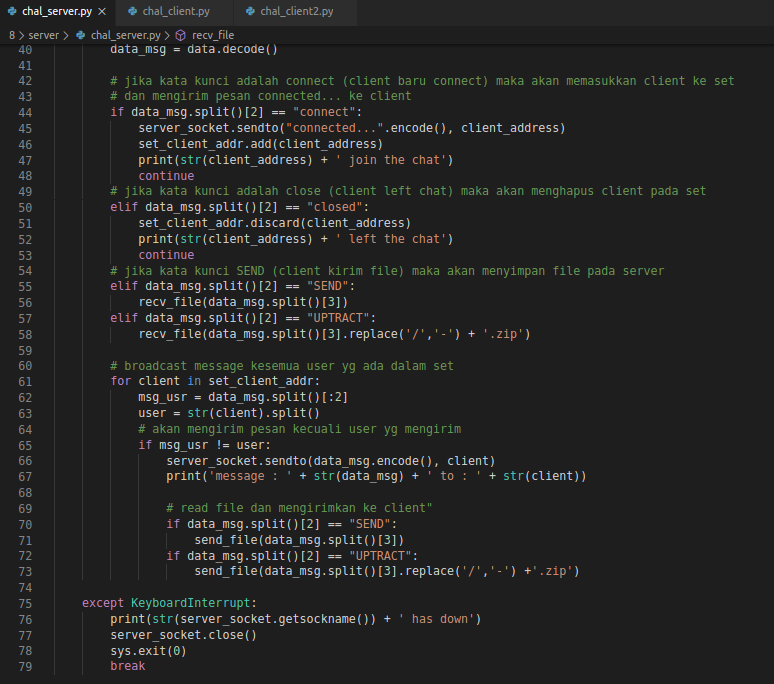 chal_server.py × chal_client.py chal_client2.py
8 > server > chal_server.py > recv_file
40 data_msg = data.decode()
41
42 # jika kata kunci adalah connect (client baru connect) maka akan memasukkan client ke set
43 # dan mengirim pesan connected... ke client
44 if data_msg.split()[2] == "connect":
45 server_socket.sendto("connected...".encode(), client_address)
46 set_client_addr.add(client_address)
47 print(str(client_address) + ' join the chat')
48 continue
49 # jika kata kunci adalah close (client left chat) maka akan menghapus client pada set
50 elif data_msg.split()[2] == "closed":
51 set_client_addr.discard(client_address)
52 print(str(client_address) + ' left the chat')
53 continue
54 # jika kata kunci SEND (client kirim file) maka akan menyimpan file pada server
55 elif data_msg.split()[2] == "SEND":
56 recv_file(data_msg.split()[3])
57 elif data_msg.split()[2] == "UPTRACT":
58 recv_file(data_msg.split()[3].replace('/','-') + '.zip')
59
60 # broadcast message kesemua user yg ada dalam set
61 for client in set_client_addr:
62 msg_usr = data_msg.split()[:2]
63 user = str(client).split()
64 # akan mengirim pesan kecuali user yg mengirim
65 if msg_usr != user:
66 server_socket.sendto(data_msg.encode(), client)
67 print('message : ' + str(data_msg) + ' to : ' + str(client))
68
69 # read file dan mengirimkan ke client"
70 if data_msg.split()[2] == "SEND":
71 send_file(data_msg.split()[3])
72 if data_msg.split()[2] == "UPTRACT":
73 send_file(data_msg.split()[3].replace('/','-') +'.zip')
74
75 except KeyboardInterrupt:
76 print(str(server_socket.getsockname()) + ' has down')
77 server_socket.close()
78 sys.exit(0)
79 break